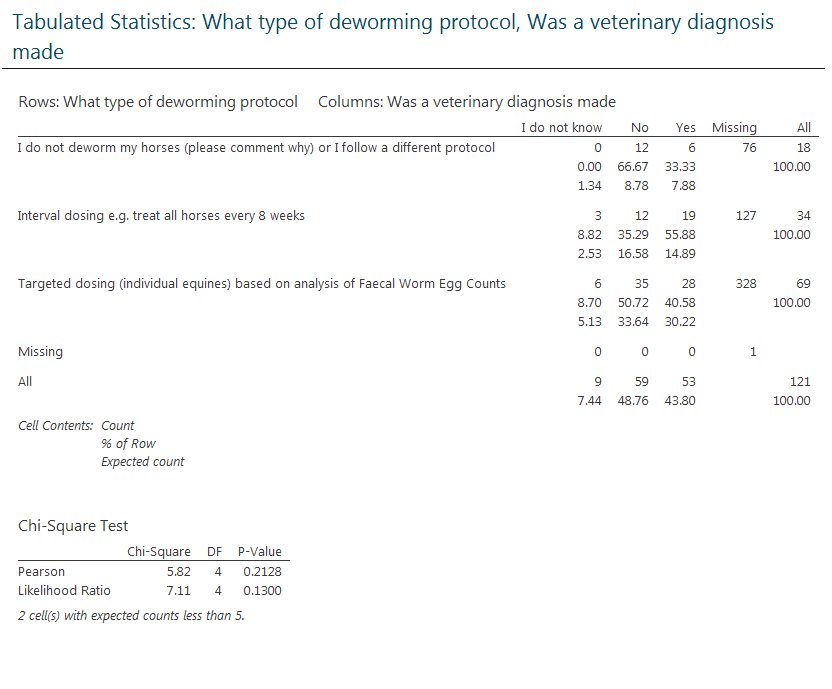 Tabulated Statistics: What type of deworming protocol, Was a veterinary diagnosis
made
Rows: What type of deworming protocol Columns: Was a veterinary diagnosis made
I do not know No Yes Missing All
I do not deworm my horses (please comment why) or I follow a different protocol 0 12 6 76 18
0.00 66.67 33.33 100.00
1.34 8.78 7.88
Interval dosing e.g. treat all horses every 8 weeks 3 12 19 127 34
8.82 35.29 55.88 100.00
2.53 16.58 14.89
Targeted dosing (individual equines) based on analysis of Faecal Worm Egg Counts 6 35 28 328 69
8.70 50.72 40.58 100.00
5.13 33.64 30.22
Missing 0 0 0 1
All 9 59 53 121
7.44 48.76 43.80 100.00
Cell Contents: Count
% of Row
Expected count
Chi-Square Test
Chi-Square DF P-Value
Pearson 5.82 4 0.2128
Likelihood Ratio 7.11 4 0.1300
2 cell(s) with expected counts less than 5.